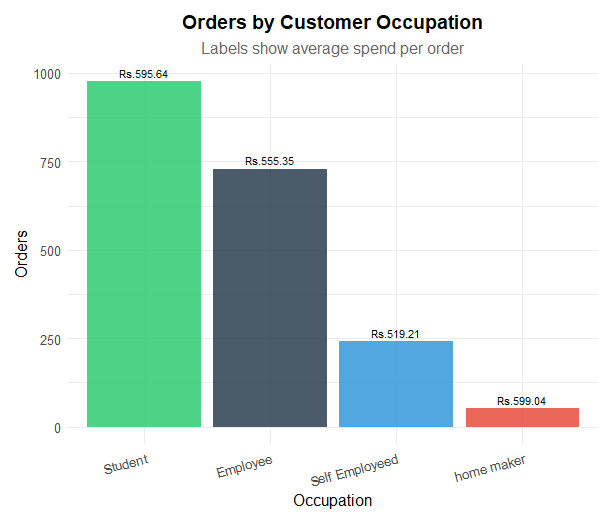 Orders by Customer Occupation
Labels show average spend per order
Orders
1000
750
500
250
0
Rs.595.64
Rs.555.35
Rs.519.21
Rs.599.04
Student
Employee
Self Employeed
home maker
Occupation